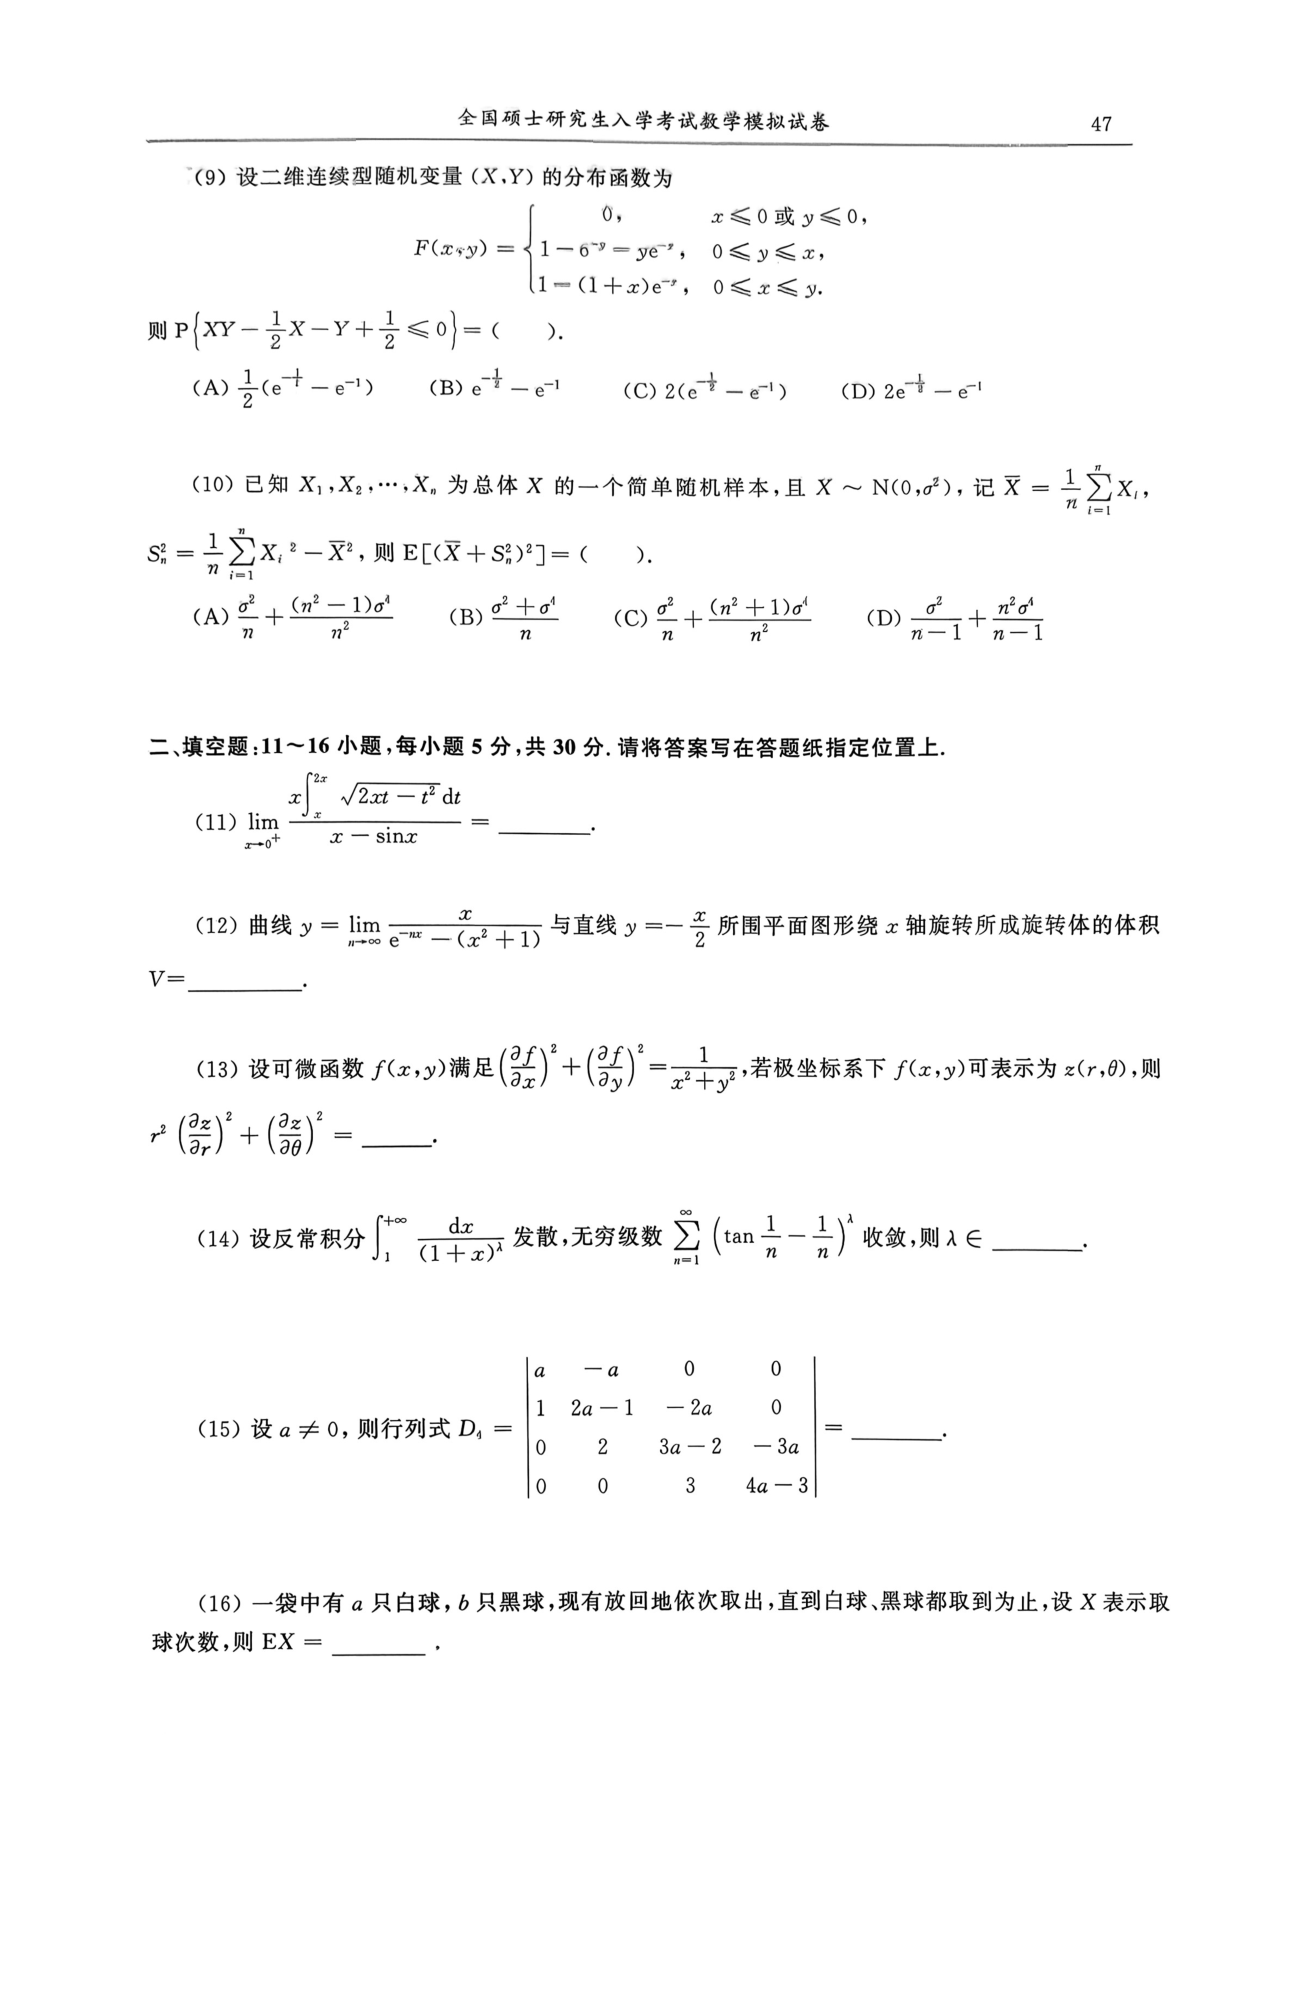 全国硕士研究生入学考试数学模拟试卷 47
(9) 设二维连续型随机变量 (X,Y) 的分布函数为
0, x ⩽ 0 或 y ⩽ 0,
F(x,y) = { 1 − e^{−y} − ye^{−y}, 0 ⩽ y ⩽ x,
1 − (1 + x)e^{−y}, 0 ⩽ x ⩽ y.
则 P{XY − 1/2 X − Y + 1/2 ⩽ 0} = ( ).
(A) 1/2(e^{−1/2} − e^{−1}) (B) e^{−1/2} − e^{−1} (C) 2(e^{−1/2} − e^{−1}) (D) 2e^{−1/2} − e^{−1}
(10) 已知 X₁,X₂,⋯,Xₙ 为总体 X 的一个简单随机样本,且 X ～ N(0,σ²), 记 X̄ = 1/n ∑_{i=1}^{n} Xᵢ,
Sₙ² = 1/n ∑_{i=1}^{n} Xᵢ² − X̄², 则 E[(X̄ + Sₙ²)²] = ( ).
(A) σ²/n + (n² − 1)σ⁴/n² (B) (σ² + σ⁴)/n (C) σ²/n + (n² + 1)σ⁴/n² (D) σ²/(n − 1) + n²σ⁴/(n − 1)
二、填空题:11～16 小题,每小题 5 分,共 30 分. 请将答案写在答题纸指定位置上.
(11) lim_{x→0⁺} x∫_{x}^{2x} √(2xt − t²) dt / (x − sinx) = ________.
(12) 曲线 y = lim_{n→∞} x/(e^{−nx} − (x² + 1)) 与直线 y = − x/2 所围平面图形绕 x 轴旋转所成旋转体的体积
V=________.
(13) 设可微函数 f(x,y)满足(∂f/∂x)² + (∂f/∂y)² = 1/(x² + y²),若极坐标系下 f(x,y)可表示为 z(r,θ),则
r²(∂z/∂r)² + (∂z/∂θ)² = ________.
(14) 设反常积分 ∫_{1}^{+∞} dx/(1 + x)^λ 发散,无穷级数 ∑_{n=1}^{∞} (tan 1/n − 1/n)^λ 收敛,则 λ ∈ ________.
a −a 0 0
1 2a − 1 − 2a 0
(15) 设 a ≠ 0, 则行列式 D₄ = = ________.
0 2 3a − 2 − 3a
0 0 3 4a − 3
(16) 一袋中有 a 只白球, b 只黑球,现有放回地依次取出,直到白球、黑球都取到为止,设 X 表示取
球次数,则 EX = ________ .